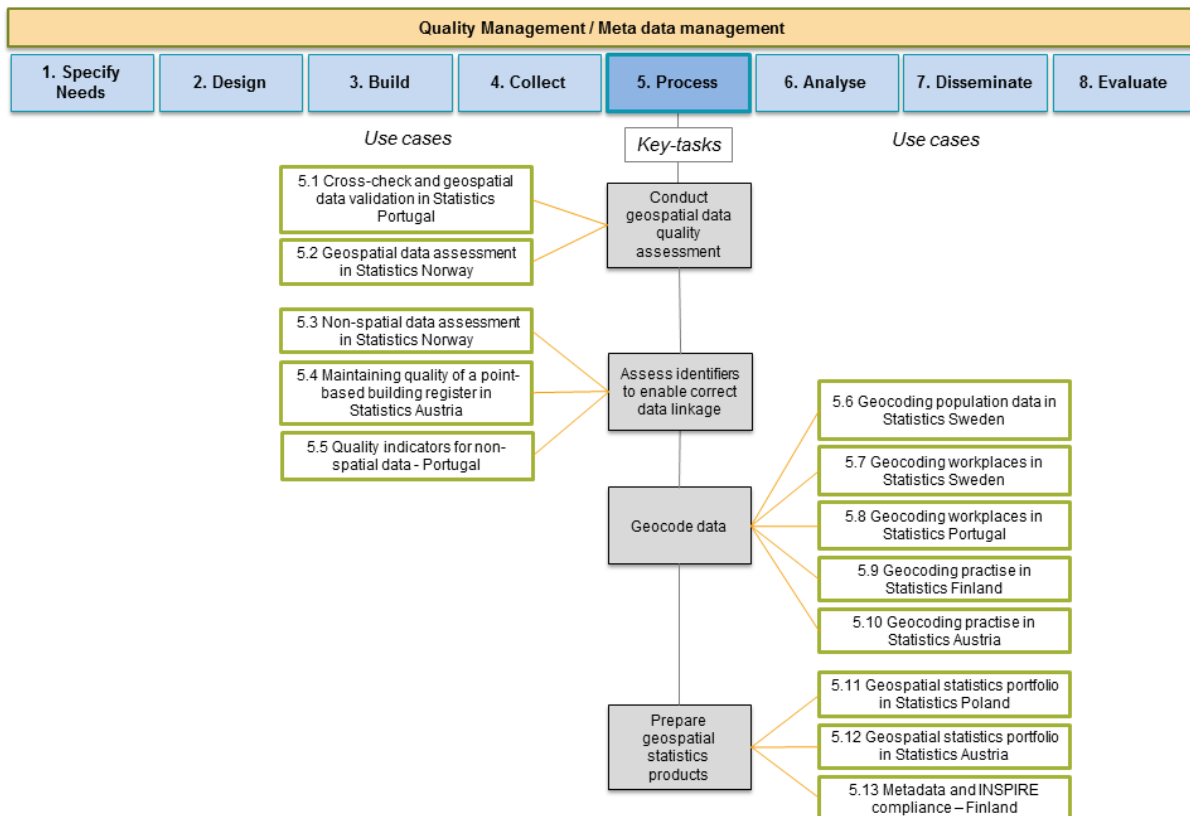 Quality Management / Meta data management
1. Specify
Needs
2. Design
3. Build
4. Collect
5. Process
6. Analyse
7. Disseminate
8. Evaluate
Use cases
Key-tasks
Use cases
5.1 Cross-check and geospatial
data validation in Statistics
Portugal
5.2 Geospatial data assessment
in Statistics Norway
Conduct
geospatial data
quality
assessment
5.3 Non-spatial data assessment
in Statistics Norway
5.4 Maintaining quality of a point-
based building register in
Statistics Austria
5.5 Quality indicators for non-
spatial data - Portugal
Assess identifiers
to enable correct
data linkage
Geocode data
5.6 Geocoding population data in
Statistics Sweden
5.7 Geocoding workplaces in
Statistics Sweden
5.8 Geocoding workplaces in
Statistics Portugal
5.9 Geocoding practise in
Statistics Finland
5.10 Geocoding practise in
Statistics Austria
Prepare
geospatial
statistics
products
5.11 Geospatial statistics portfolio
in Statistics Poland
5.12 Geospatial statistics portfolio
in Statistics Austria
5.13 Metadata and INSPIRE
compliance – Finland